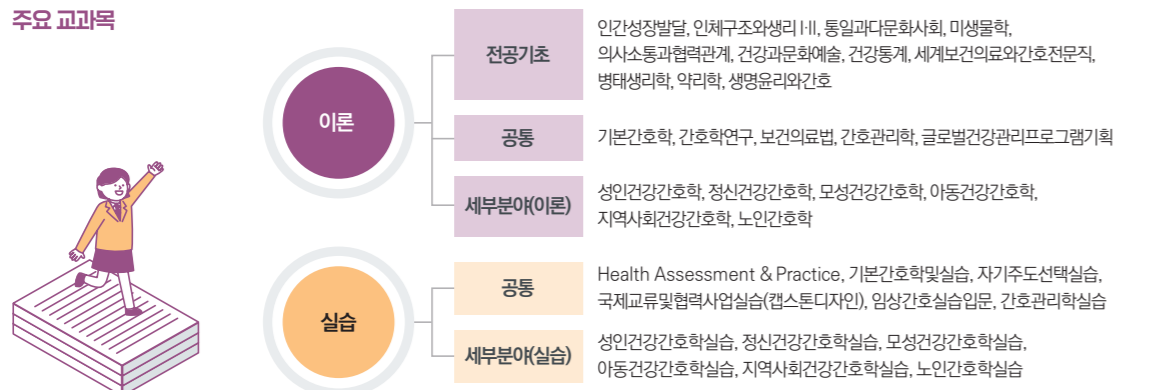 주요 교과목
이론
전공기초
인간성장발달, 인체구조와생리 I·II, 통일과다문화사회, 미생물학,
의사소통과협력관계, 건강과문화예술, 건강통계, 세계보건의료와간호전문직,
병태생리학, 약리학, 생명윤리와간호
공통
기본간호학, 간호학연구, 보건의료법, 간호관리학, 글로벌건강관리프로그램기획
세부분야(이론)
성인건강간호학, 정신건강간호학, 모성건강간호학, 아동건강간호학,
지역사회건강간호학, 노인간호학
실습
공통
Health Assessment & Practice, 기본간호학및실습, 자기주도선택실습,
국제교류및협력사업실습(캡스톤디자인), 임상간호실습입문, 간호관리학실습
세부분야(실습)
성인건강간호학실습, 정신건강간호학실습, 모성건강간호학실습,
아동건강간호학실습, 지역사회건강간호학실습, 노인간호학실습